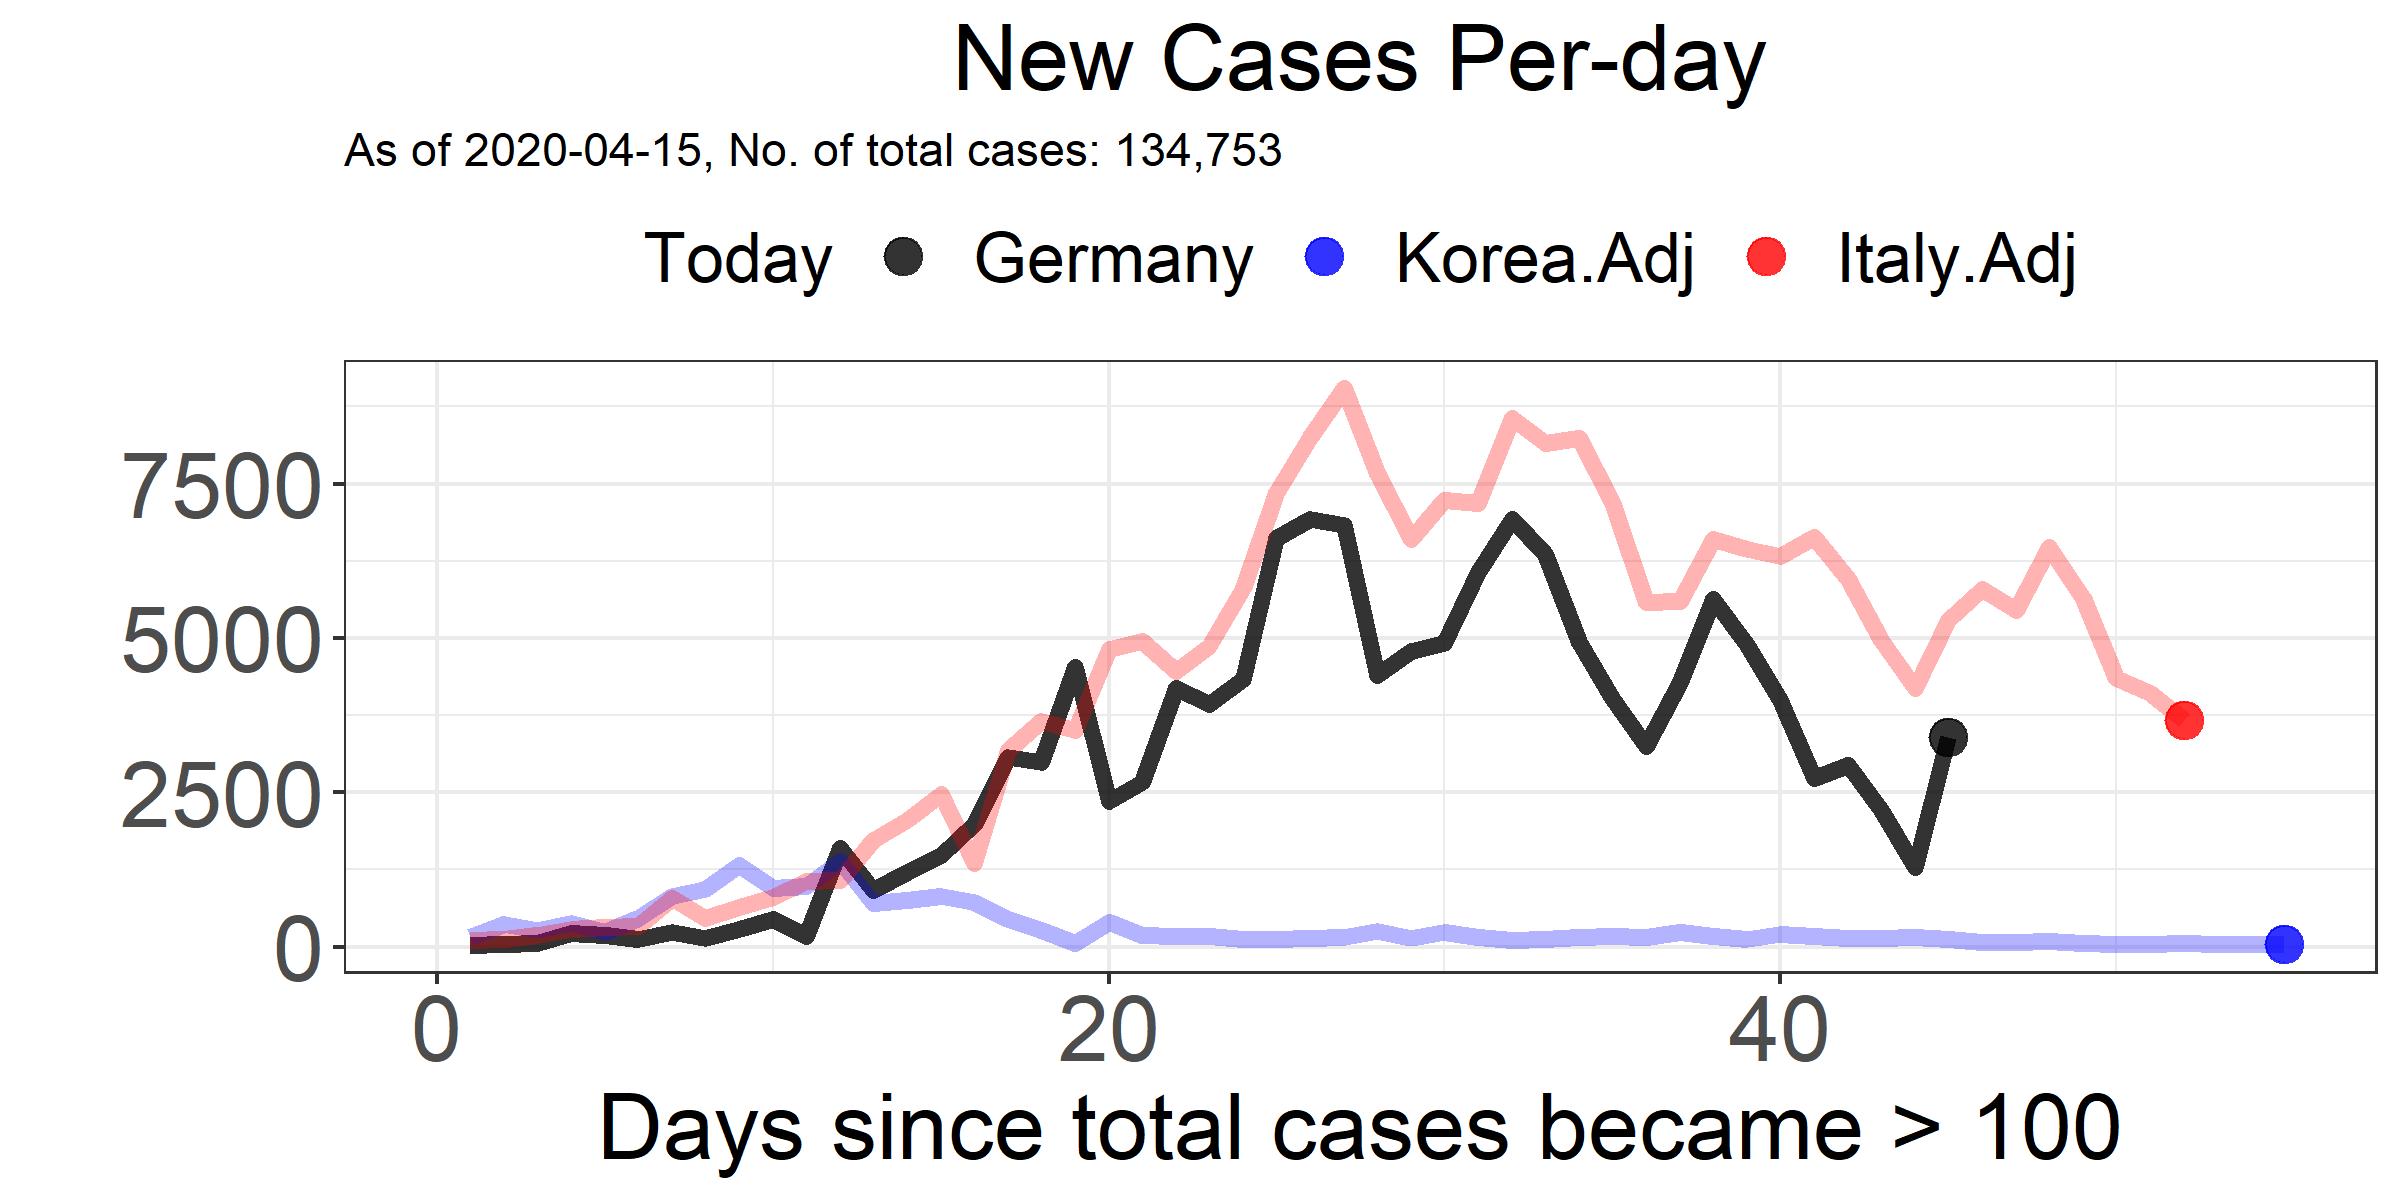 New Cases Per-day
As of 2020-04-15, No. of total cases: 134,753
Today Germany Korea.Adj Italy.Adj
7500
5000
2500
0
0 20 40
Days since total cases became > 100